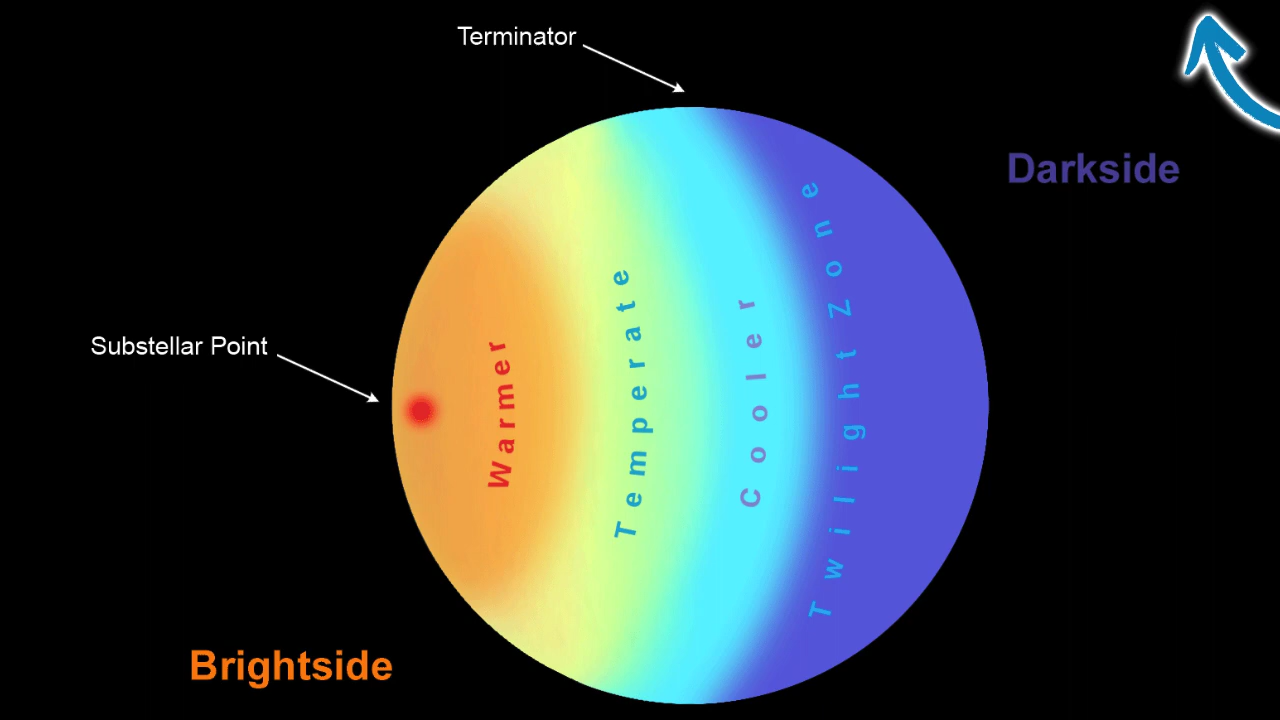 Terminator
Darkside
Substellar Point
Warmer
Temperate
Cooler
Twilight Zone
Brightside